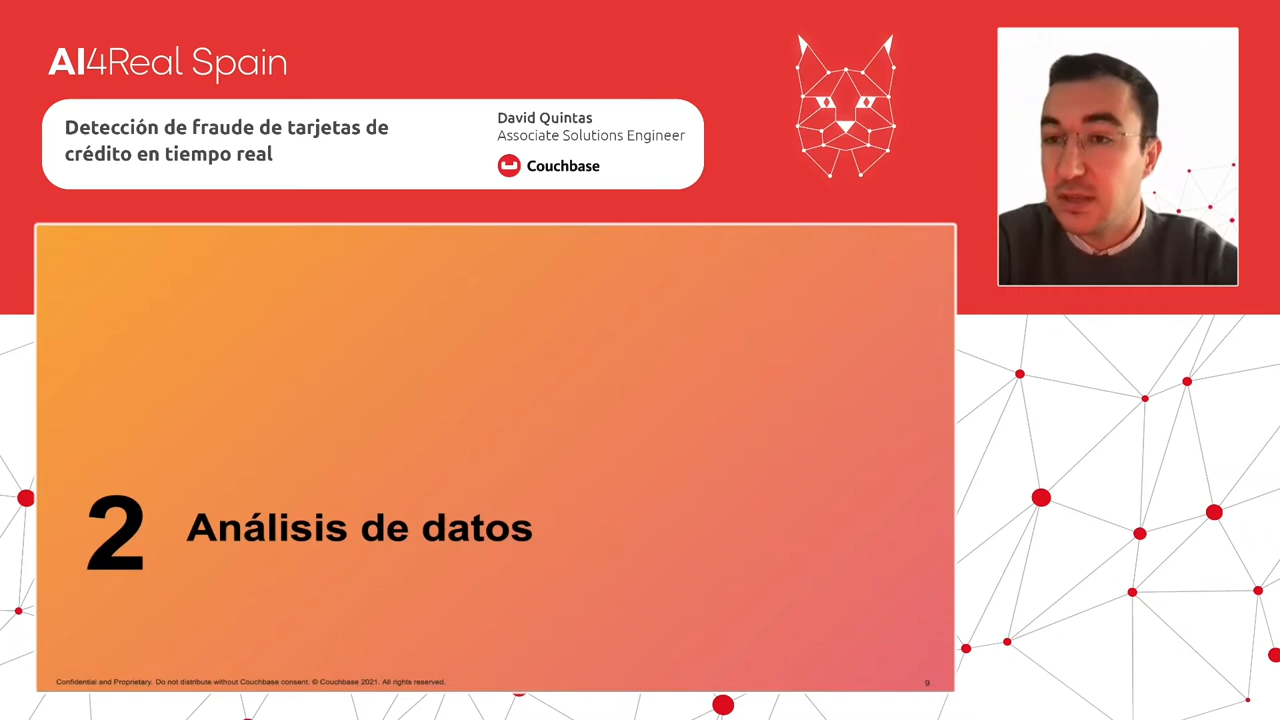 AI4Real Spain
Detección de fraude de tarjetas de
crédito en tiempo real
David Quintas
Associate Solutions Engineer
Couchbase
2 Análisis de datos
Confidential and Proprietary. Do not distribute without Couchbase consent. © Couchbase 2021. All rights reserved.
9